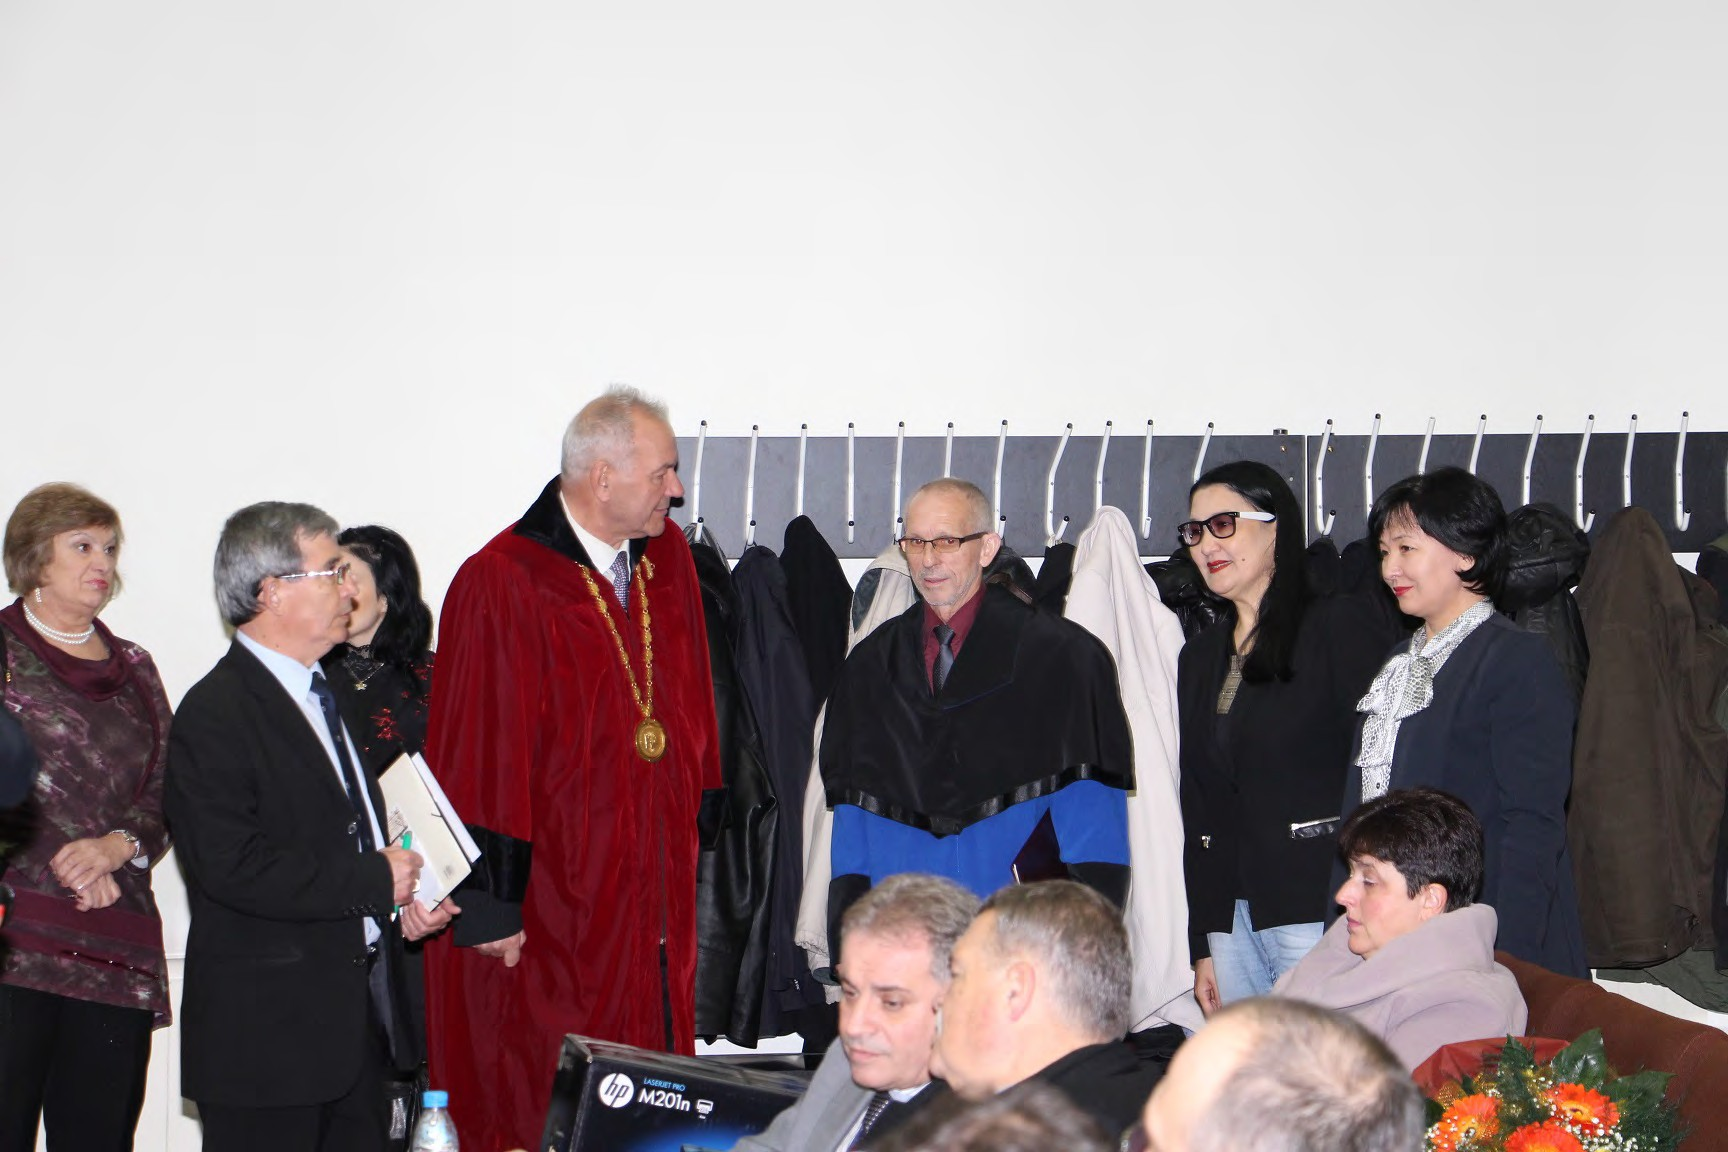 hp
LASERJET PRO
M201n